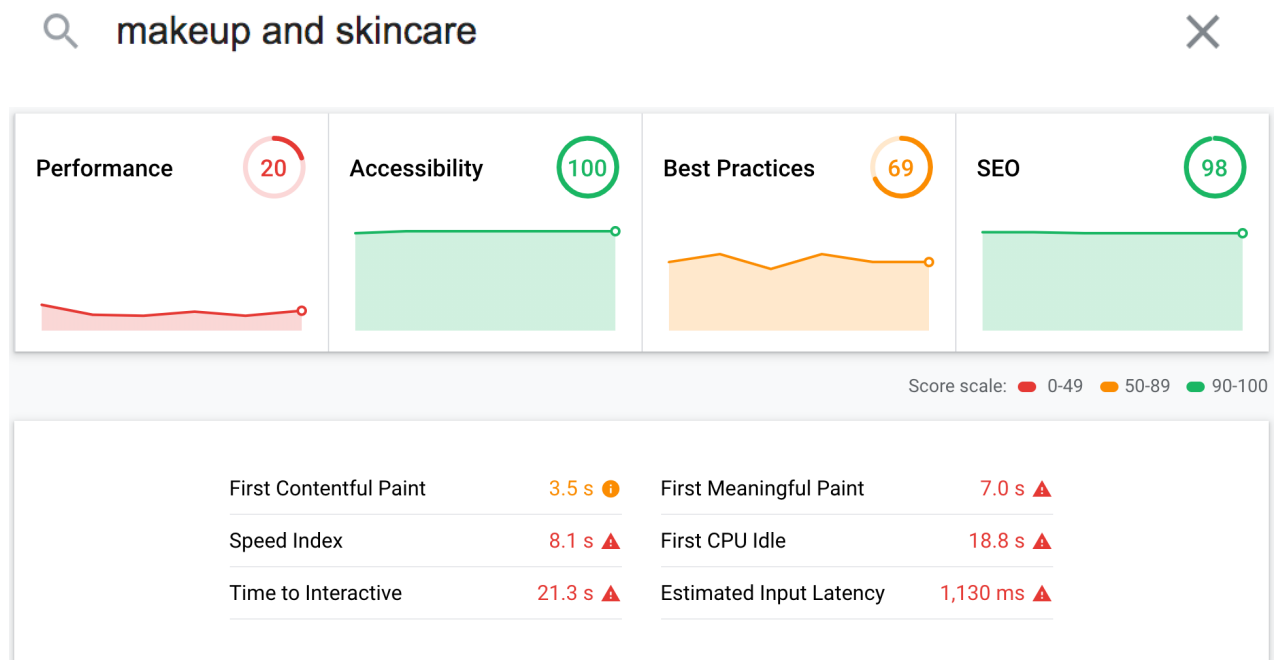 makeup and skincare
Performance 20 Accessibility 100 Best Practices 69 SEO 98
Score scale: 0-49 50-89 90-100
First Contentful Paint 3.5 s First Meaningful Paint 7.0 s
Speed Index 8.1 s First CPU Idle 18.8 s
Time to Interactive 21.3 s Estimated Input Latency 1,130 ms